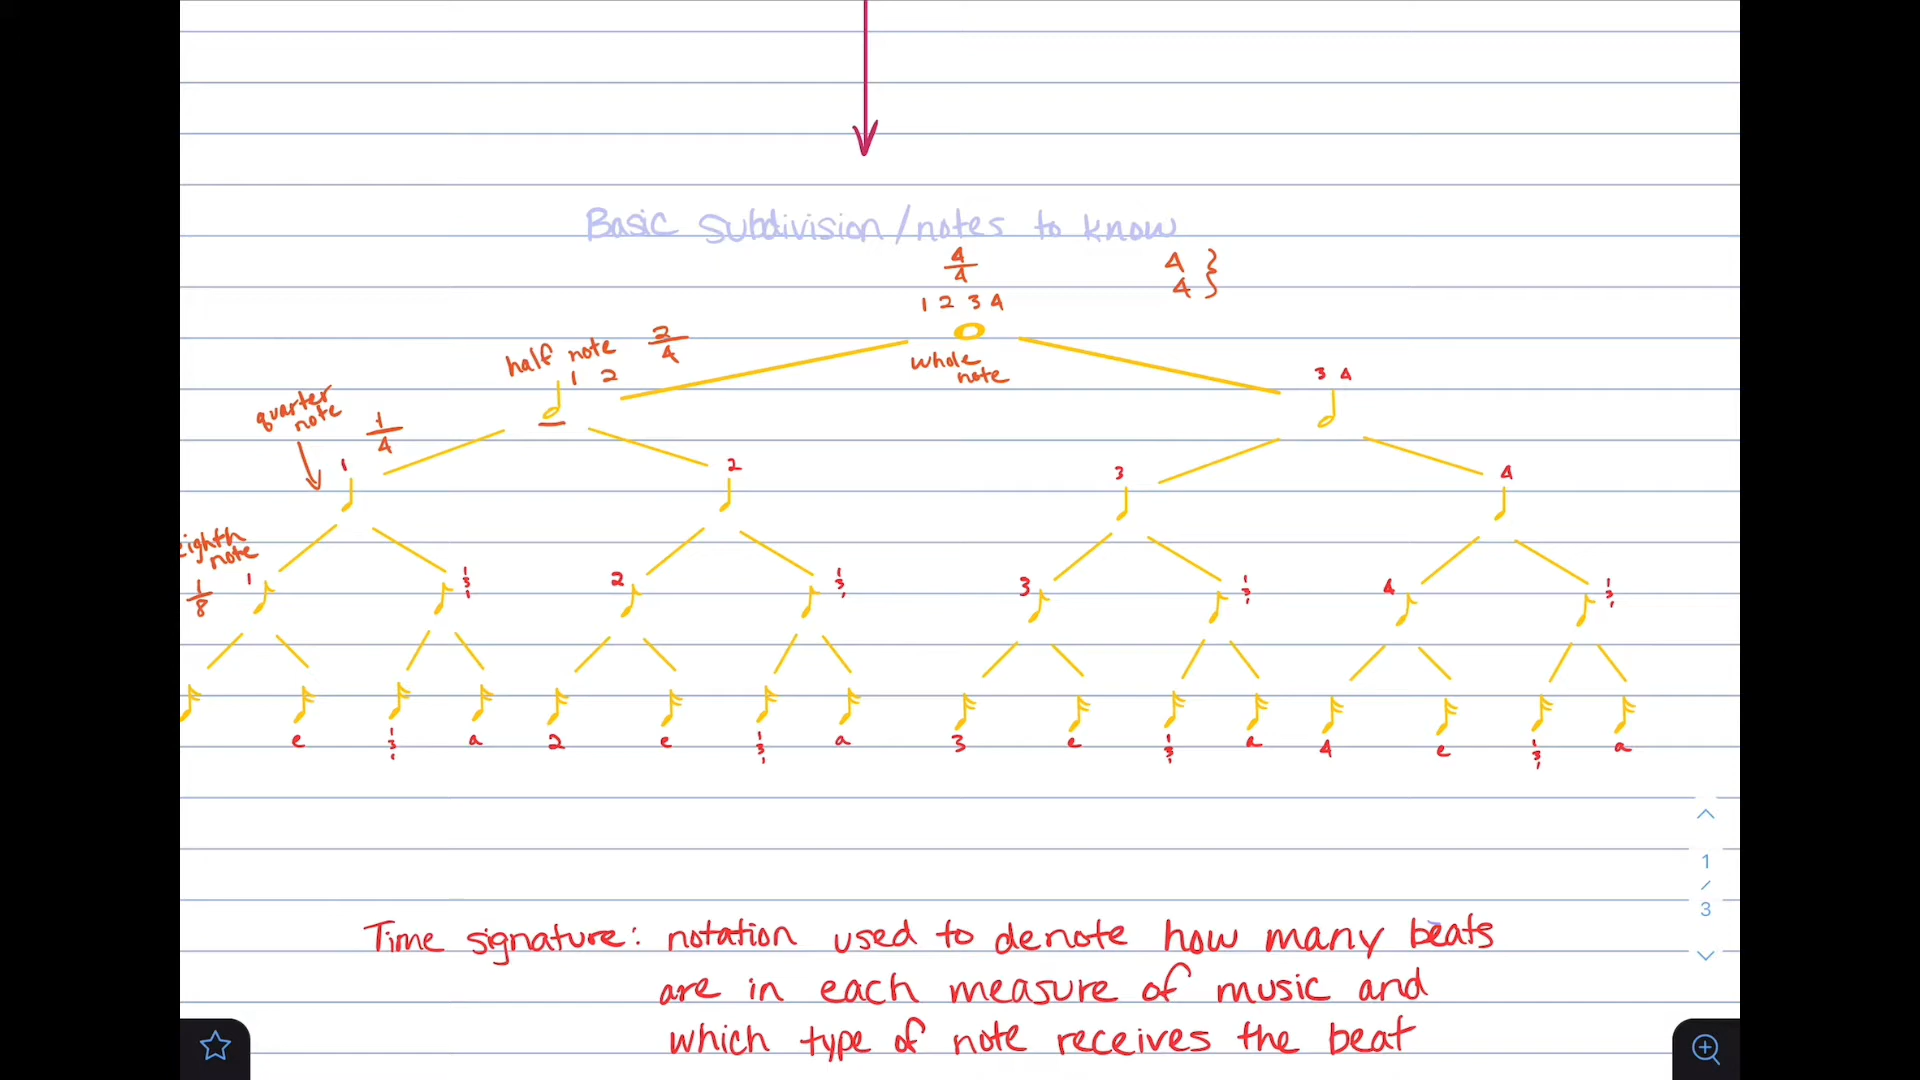 Basic subdivision/notes to know
4
4
4
4
1 2 3 4
half note
2
4
1 2
whole
note
3 4
quarter
note
1
4
1
2
3
4
eighth
note
1
8
1
&
2
&
3
&
4
&
e & a 2 e & a 3 e & a 4 e & a
1
/
3
Time signature: notation used to denote how many beats
are in each measure of music and
which type of note receives the beat